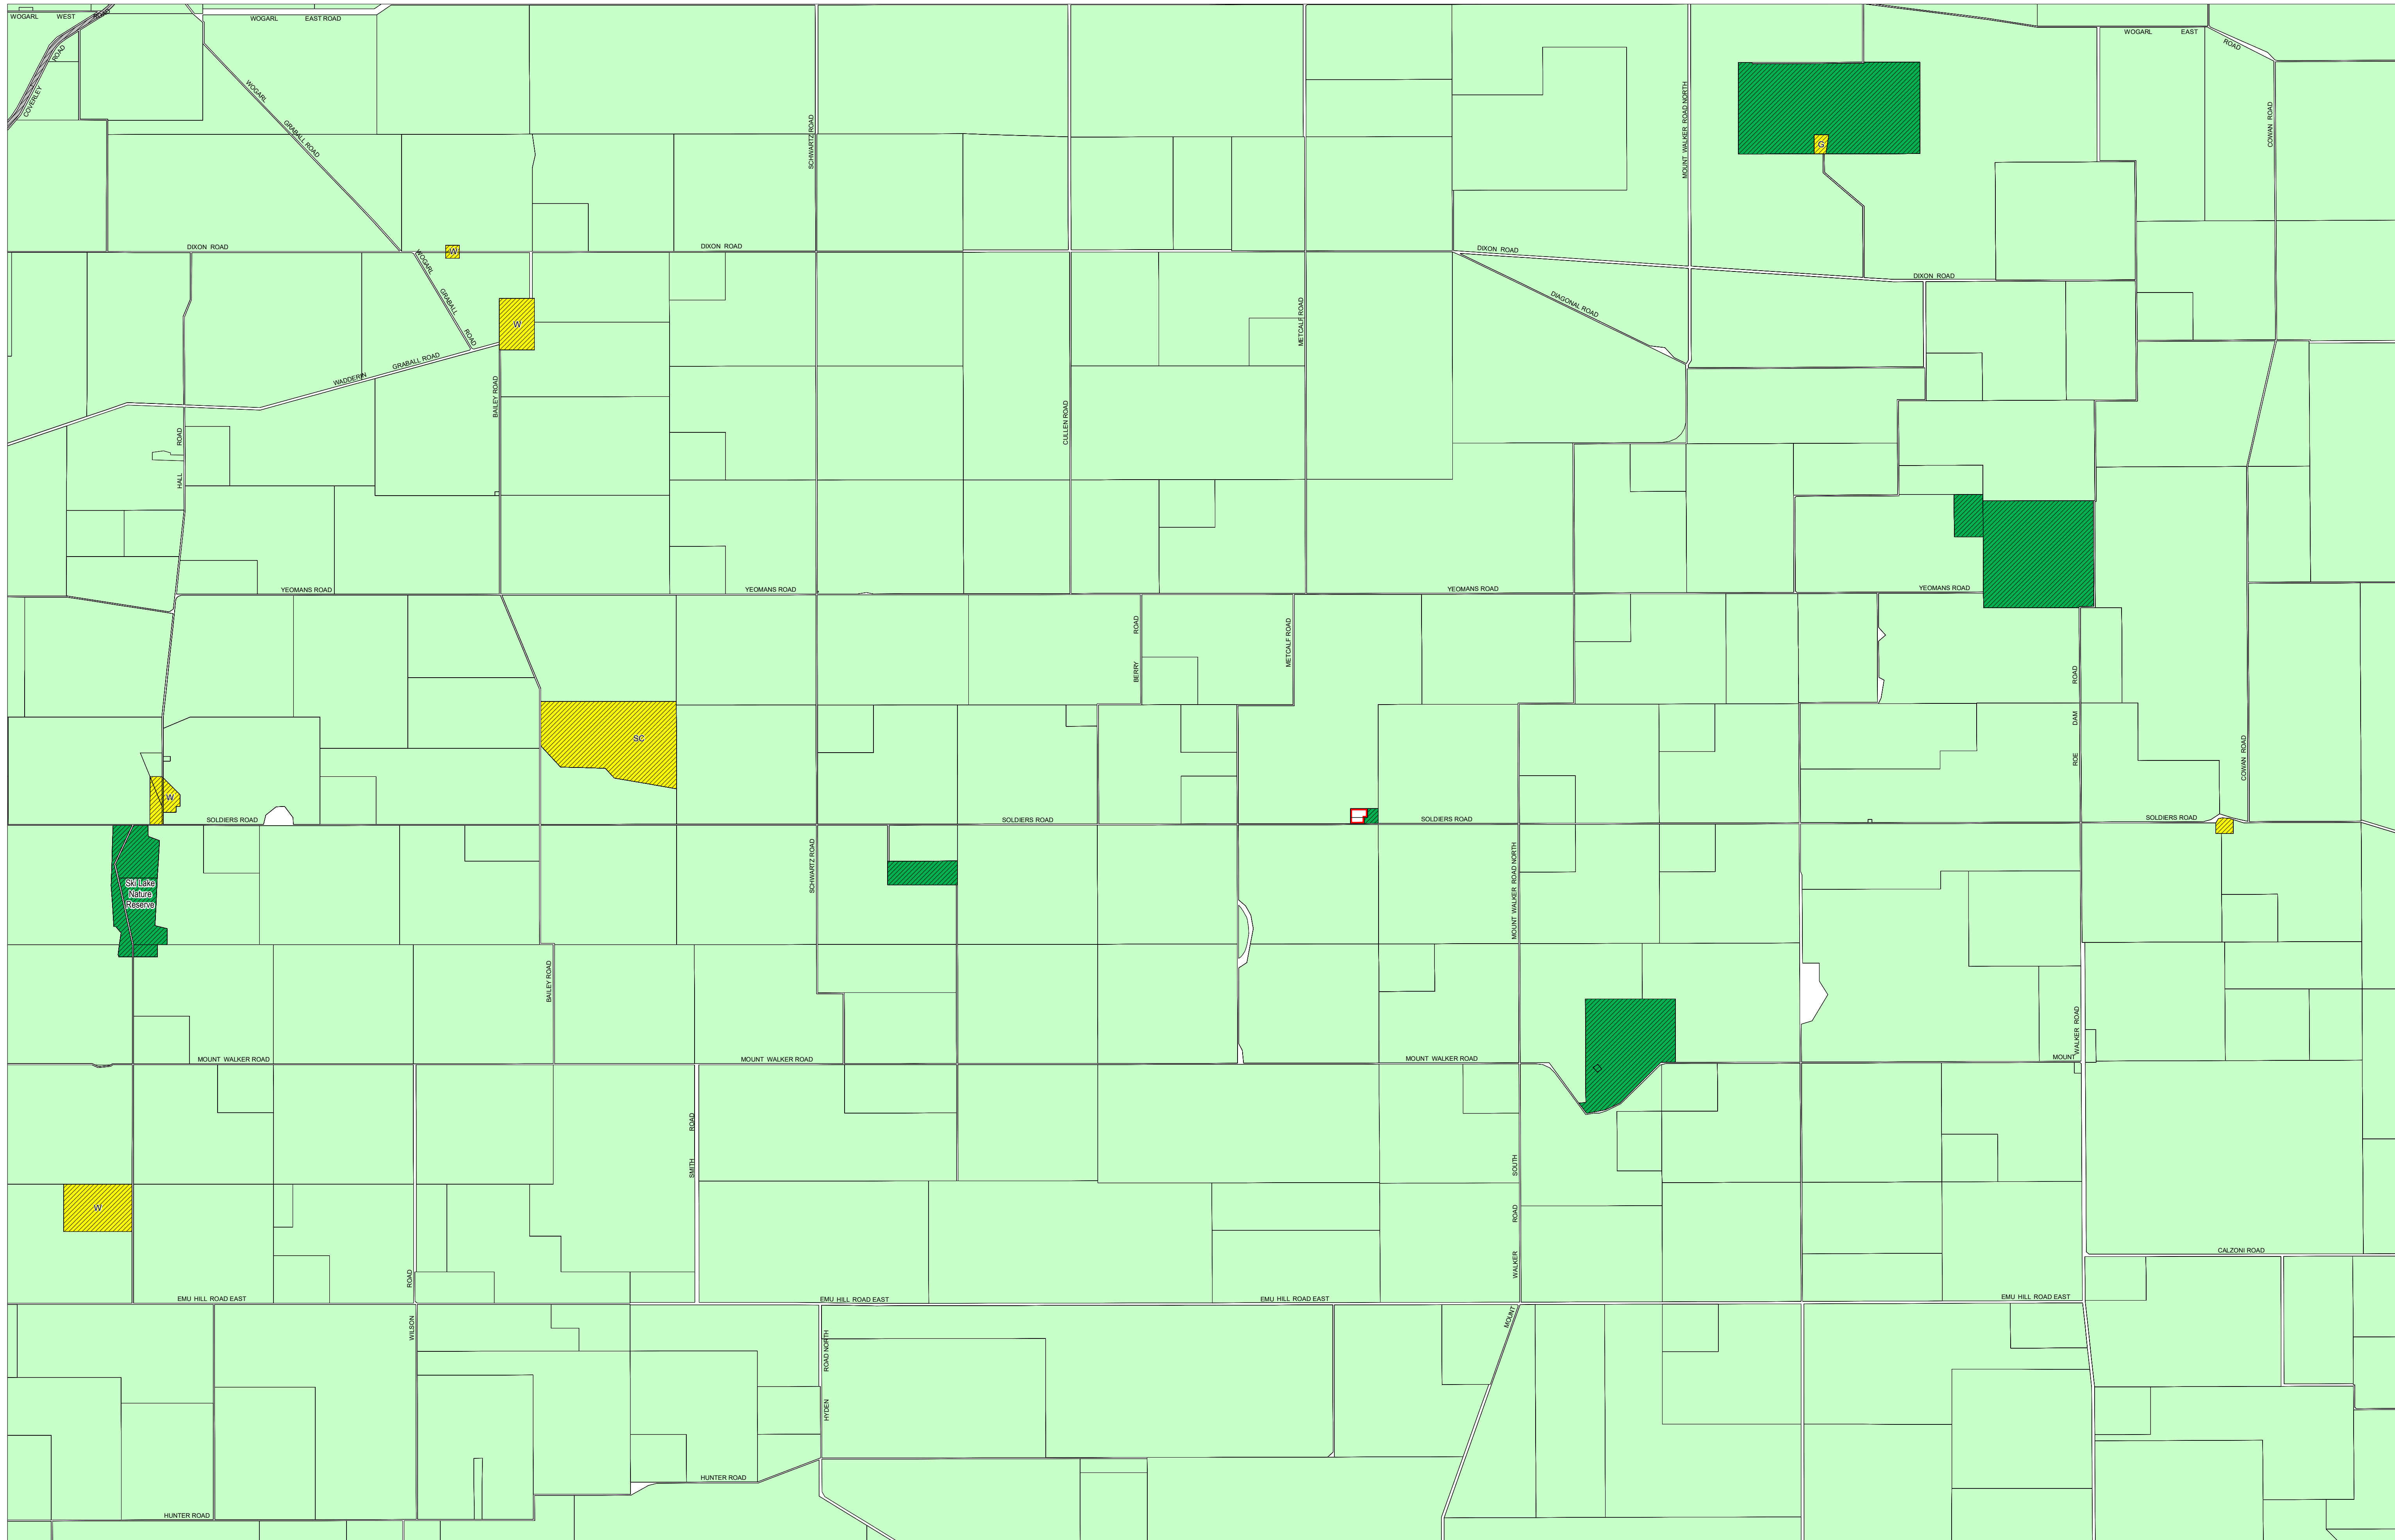 WOGARL WEST ROAD
WOGARL EAST ROAD
WOGARL EAST ROAD
COVERLEY ROAD
WOGARL GRABALL ROAD
SCHWARTZ ROAD
MOUNT WALKER ROAD NORTH
COWAN ROAD
G
DIXON ROAD
W
DIXON ROAD
DIXON ROAD
DIXON ROAD
WOGARL GRABALL ROAD
DIAGONAL ROAD
METCALF ROAD
W
WADDERIN GRABALL ROAD
BAILEY ROAD
CULLEN ROAD
HALL ROAD
YEOMANS ROAD
YEOMANS ROAD
YEOMANS ROAD
YEOMANS ROAD
BERRY ROAD
METCALF ROAD
ROE DAM ROAD
COWAN ROAD
SC
W
SOLDIERS ROAD
SOLDIERS ROAD
SOLDIERS ROAD
SOLDIERS ROAD
SCHWARTZ ROAD
MOUNT WALKER ROAD NORTH
Ski Lake
Nature
Reserve
BAILEY ROAD
MOUNT WALKER ROAD
MOUNT WALKER ROAD
MOUNT WALKER ROAD
MOUNT WALKER ROAD
SMITH ROAD
MOUNT WALKER ROAD SOUTH
W
CALZONI ROAD
EMU HILL ROAD EAST
EMU HILL ROAD EAST
EMU HILL ROAD EAST
EMU HILL ROAD EAST
WILSON ROAD
HYDEN ROAD NORTH
HUNTER ROAD
HUNTER ROAD